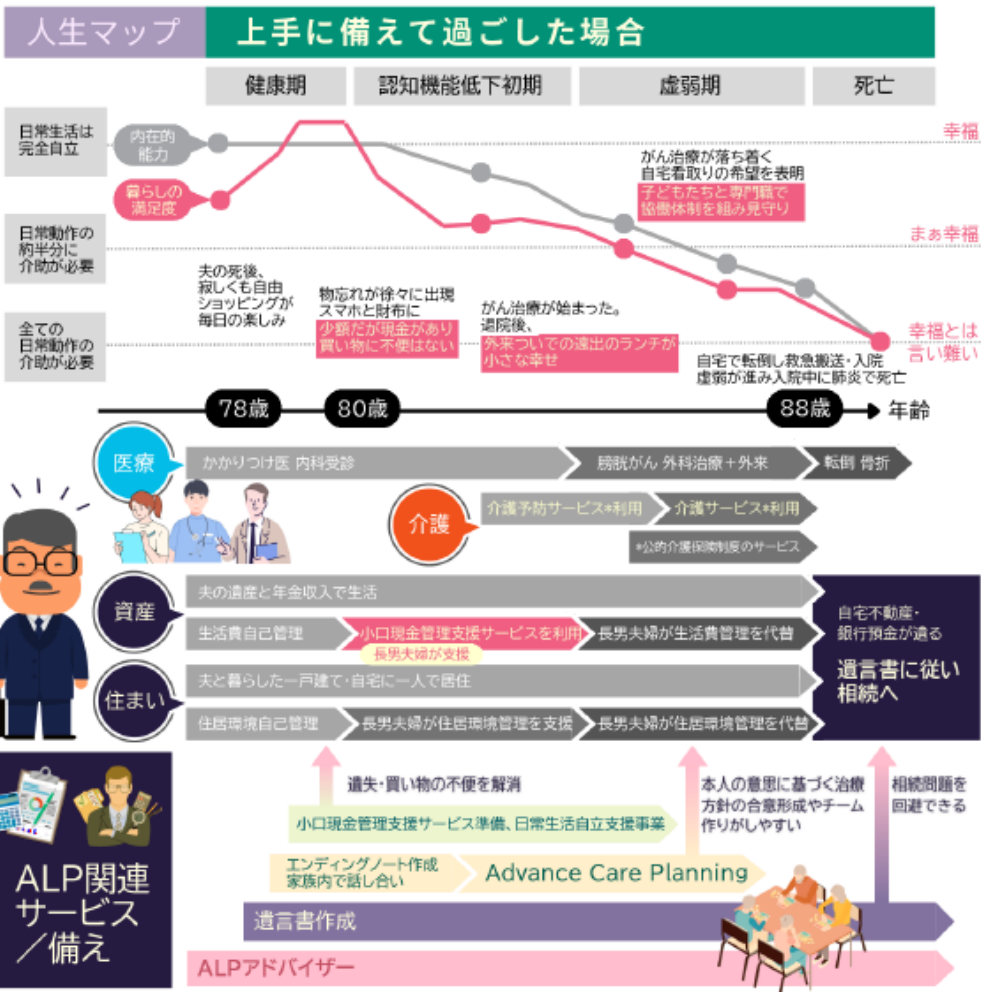 人生マップ
上手に備えて過ごした場合
健康期
認知機能低下初期
虚弱期
死亡
日常生活は
完全自立
内在的
能力
幸福
暮らしの
満足度
がん治療が落ち着く
自宅看取りの希望を表明
子どもたちと専門職で
協働体制を組み見守り
日常動作の
約半分に
介助が必要
まぁ幸福
夫の死後、
寂しくも自由
ショッピングが
毎日の楽しみ
物忘れが徐々に出現
スマホと財布に
少額だが現金があり
買い物に不便はない
がん治療が始まった。
退院後、
外来ついでの遠出のランチが
小さな幸せ
全ての
日常動作の
介助が必要
幸福とは
言い難い
自宅で転倒し救急搬送・入院
虚弱が進み入院中に肺炎で死亡
78歳
80歳
88歳
年齢
医療
かかりつけ医 内科受診
膀胱がん 外科治療＋外来
転倒 骨折
介護
介護予防サービス*利用
介護サービス*利用
*公的介護保険制度のサービス
資産
夫の遺産と年金収入で生活
生活費自己管理
小口現金管理支援サービスを利用
長男夫婦が支援
長男夫婦が生活費管理を代替
自宅不動産・
銀行預金が遺る
遺言書に従い
相続へ
住まい
夫と暮らした一戸建て・自宅に一人で居住
住居環境自己管理
長男夫婦が住居環境管理を支援
長男夫婦が住居環境管理を代替
ALP関連
サービス
／備え
遺失・買い物の不便を解消
本人の意思に基づく治療
方針の合意形成やチーム
作りがしやすい
相続問題を
回避できる
小口現金管理支援サービス準備、日常生活自立支援事業
エンディングノート作成
家族内で話し合い
Advance Care Planning
遺言書作成
ALPアドバイザー